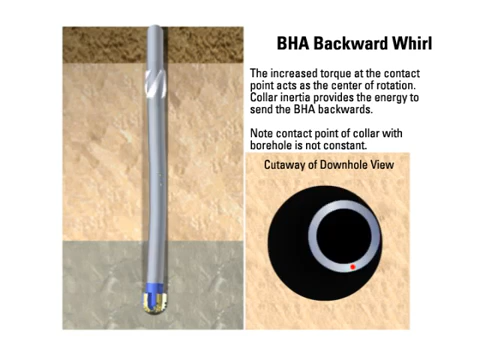 BHA Backward Whirl
The increased torque at the contact
point acts as the center of rotation.
Collar inertia provides the energy to
send the BHA backwards.
Note contact point of collar with
borehole is not constant.
Cutaway of Downhole View